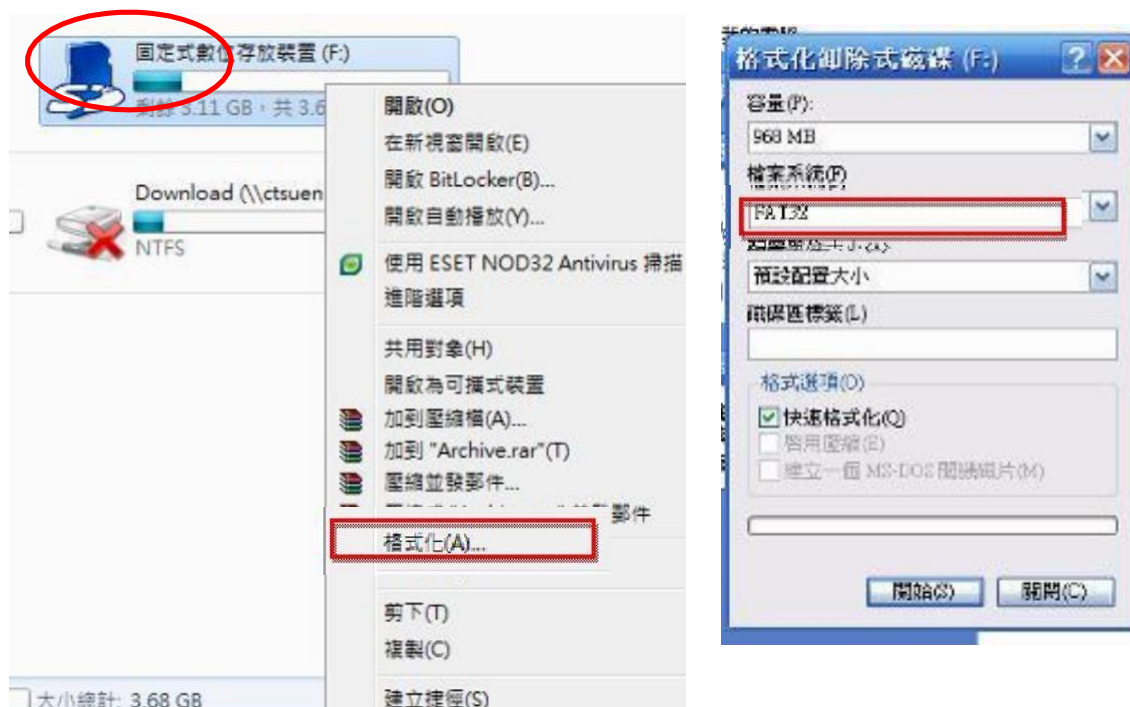 固定式數位存放裝置 (F:)
剩餘 3.11 GB，共 3.6
Download (\\ctsuen
NTFS
大小總計: 3.68 GB
開啟(O)
在新視窗開啟(E)
開啟 BitLocker(B)...
開啟自動播放(Y)...
使用 ESET NOD32 Antivirus 掃描
進階選項
共用對象(H)
開啟為可攜式裝置
加到壓縮檔(A)...
加到 "Archive.rar"(T)
壓縮並發郵件...
郵件
格式化(A)...
剪下(T)
複製(C)
建立捷徑(S)
格式化卸除式磁碟 (F:)
容量(P):
968 MB
檔案系統(F)
FAT32
預設配置大小
磁碟區標籤(L)
格式選項(O)
快速格式化(Q)
啟用壓縮(E)
建立一個 MS-DOS 開機磁片(M)
開始(S)
關閉(C)